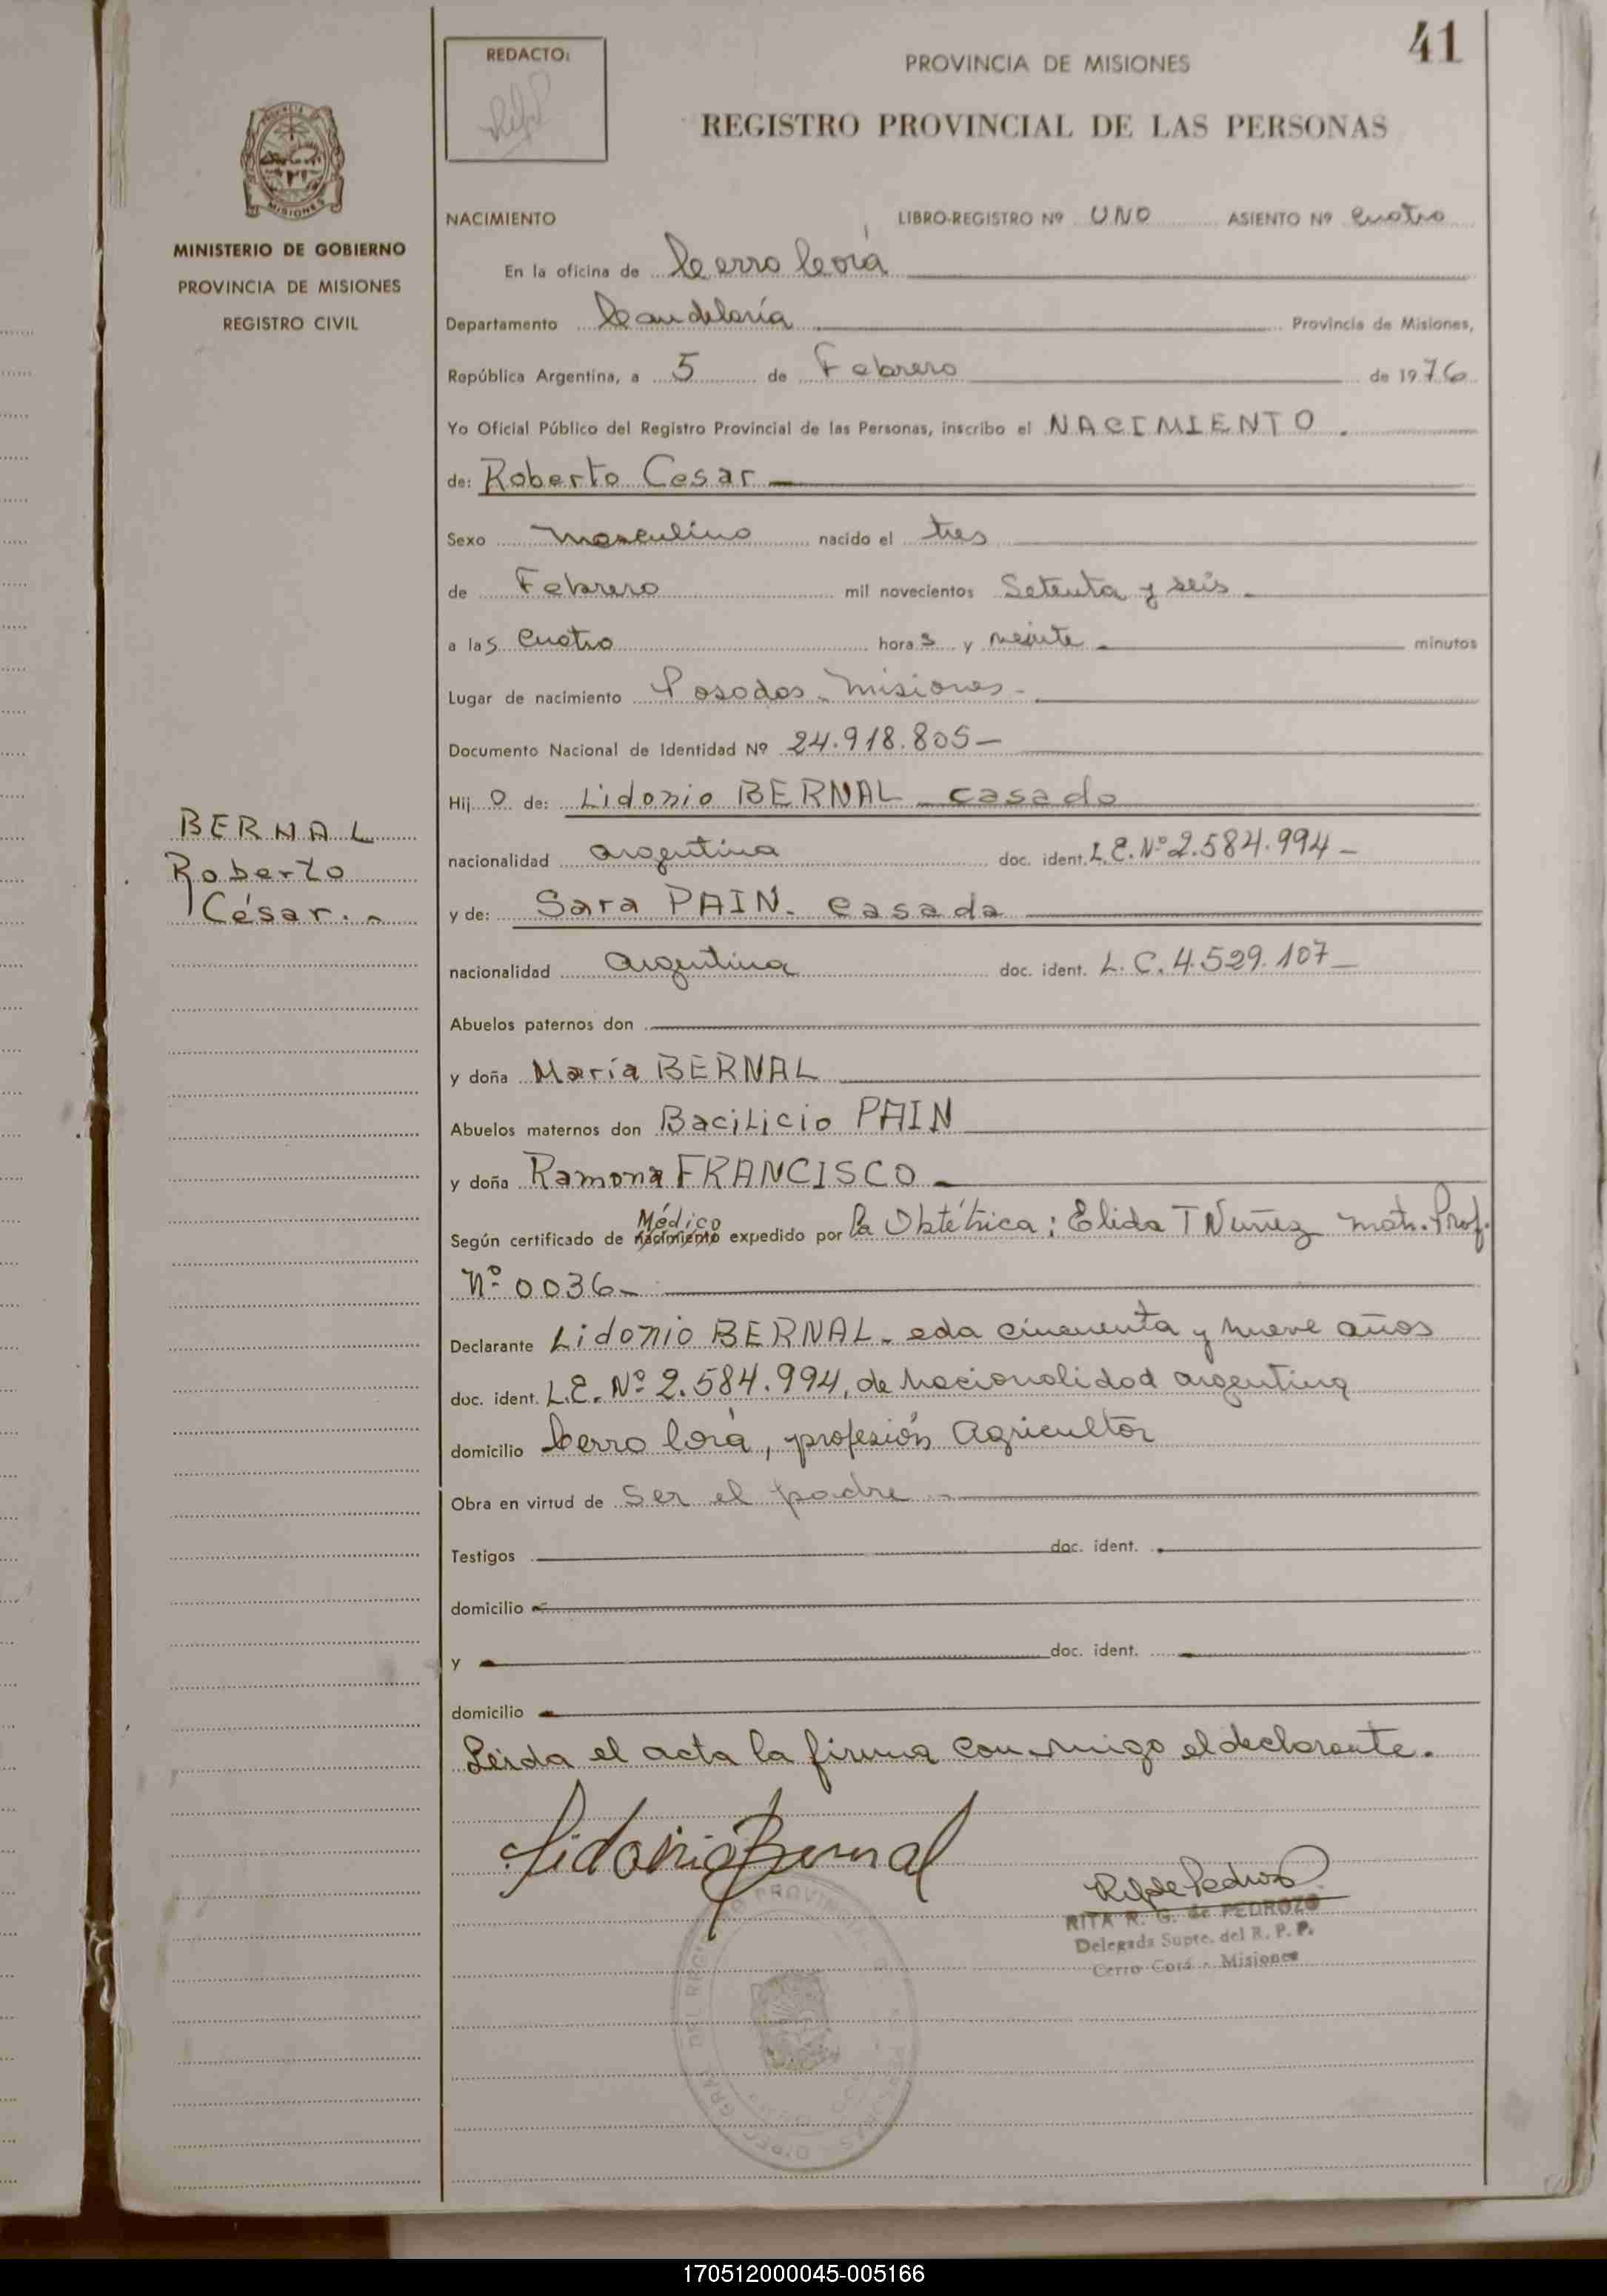 41
REDACTO:
PROVINCIA DE MISIONES
REGISTRO PROVINCIAL DE LAS PERSONAS
MISIONES
MINISTERIO DE GOBIERNO
PROVINCIA DE MISIONES
REGISTRO CIVIL
NACIMIENTO LIBRO-REGISTRO Nº UNO ASIENTO Nº Cuatro
En la oficina de Cerro Corá
Departamento Candelaria Provincia de Misiones,
República Argentina, a 5 de Febrero de 1976
Yo Oficial Público del Registro Provincial de las Personas, inscribo el NACIMIENTO.
de: Roberto Cesar
Sexo masculino nacido el tres
de Febrero mil novecientos Setenta y seis
a las cuatro horas y veinte minutos
Lugar de nacimiento Posadas - Misiones -
Documento Nacional de Identidad Nº 24.918.805-
Hijo de: Lidonio BERNAL casado
BERNAL
Roberto
César.-
nacionalidad argentina doc. ident. L.E. Nº 2.584.994-
y de: Sara PAIN - casada
nacionalidad argentina doc. ident. L. C. 4.529.107-
Abuelos paternos don
y doña María BERNAL
Abuelos maternos don Bacilicio PAIN
y doña Ramona FRANCISCO
Médico
Según certificado de nacimiento expedido por la Obtétrica; Elida T Nuñez matr. Prof.
Nº 0036-
Declarante Lidonio BERNAL - eda cincuenta y nueve años
doc. ident. L.E. Nº 2.584.994, de nacionalidad argentina
domicilio Cerro Corá, profesión Agricultor
Obra en virtud de ser el padre -
Testigos doc. ident.
domicilio
y doc. ident.
domicilio
Leida el acta la firma conmigo el declarante.
Lidonio Bernal
RITA R. G. de PEDROZO
Delegada Supte. del R. P. P.
Cerro Corá - Misiones
170512000045-005166